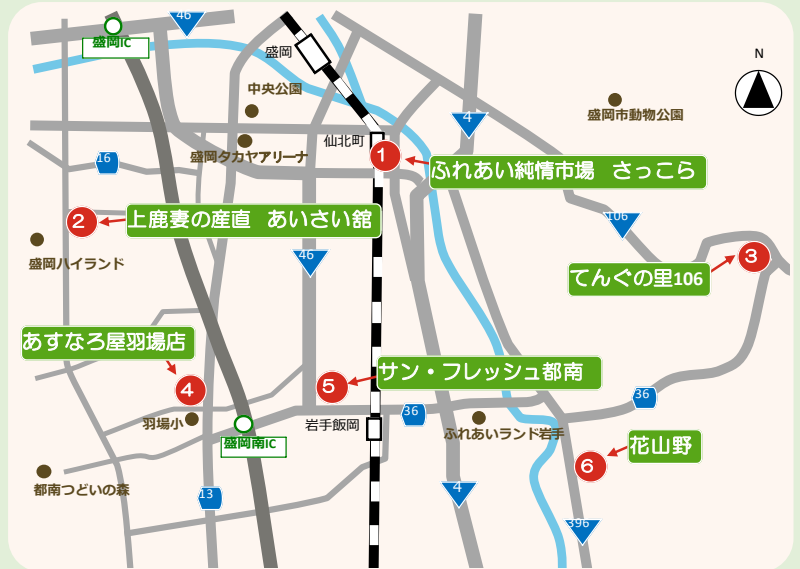 46
盛岡IC
盛岡
N
中央公園
盛岡市動物公園
4
仙北町
盛岡タカヤアリーナ
1
16
ふれあい純情市場　さっこら
2
上鹿妻の産直　あいさい舘
106
盛岡ハイランド
46
3
てんぐの里106
あすなろ屋羽場店
サン・フレッシュ都南
4
5
36
36
羽場小
岩手飯岡
ふれあいランド岩手
盛岡南IC
花山野
6
都南つどいの森
13
4
396